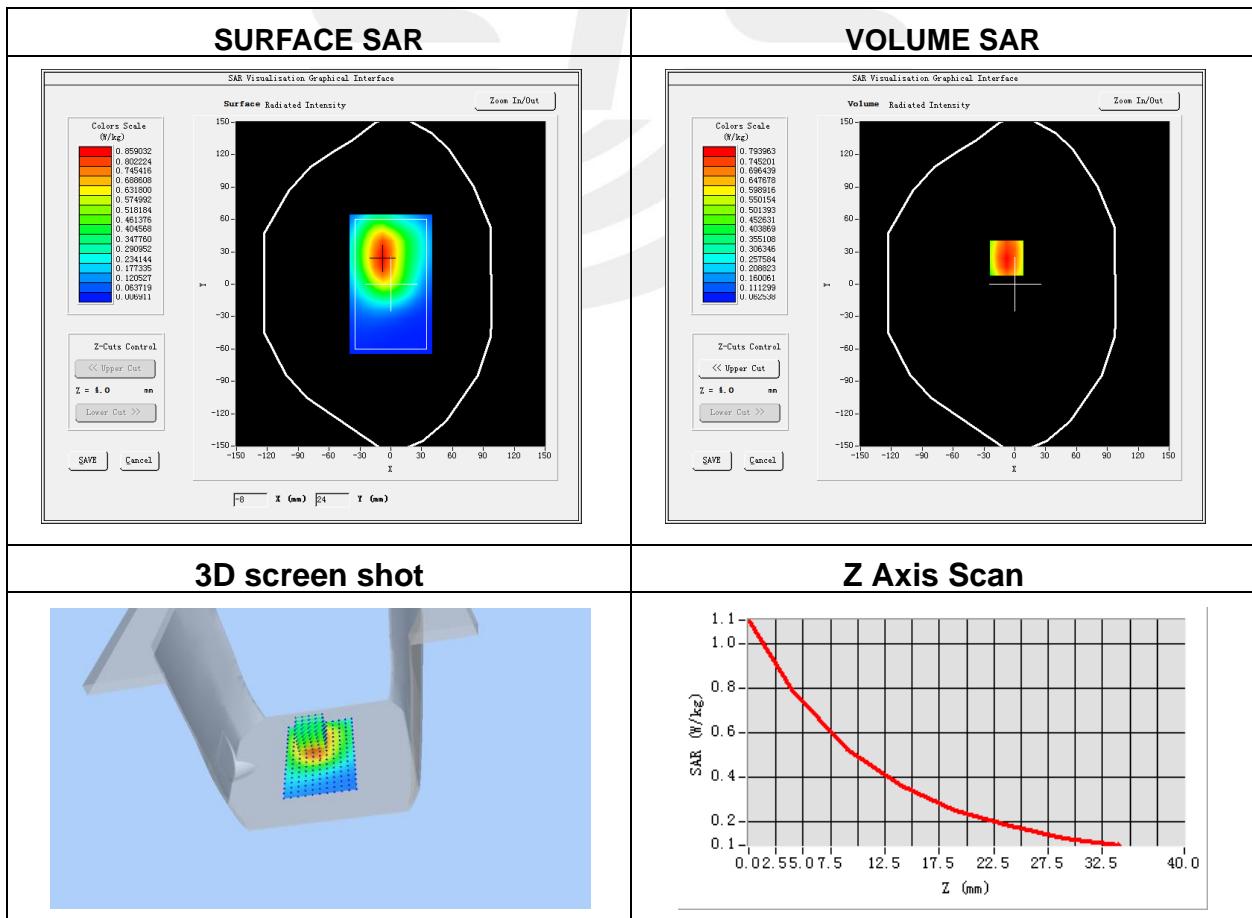 SURFACE SAR
SAR Visualisation Graphical Interface
Surface Radiated Intensity
Zoom In/Out
Colors Scale
(W/kg)
0.859032
0.802224
0.745416
0.688608
0.631800
0.574992
0.518184
0.461376
0.404568
0.347760
0.290952
0.234144
0.177335
0.120527
0.063719
0.006911
Z-Cuts Control
<< Upper Cut
Z = 4.0 mm
Lower Cut >>
SAVE Cancel
150
120
90
60
30
0
-30
-60
-90
-120
-150
Y
-150 -120 -90 -60 -30 0 30 60 90 120 150
X
-8 X (mm) 24 Y (mm)
VOLUME SAR
SAR Visualisation Graphical Interface
Volume Radiated Intensity
Zoom In/Out
Colors Scale
(W/kg)
0.793963
0.745201
0.696439
0.647678
0.598916
0.550154
0.501393
0.452631
0.403869
0.355108
0.306346
0.257584
0.208823
0.160061
0.111299
0.062538
Z-Cuts Control
<< Upper Cut
Z = 4.0 mm
Lower Cut >>
SAVE Cancel
150
120
90
60
30
0
-30
-60
-90
-120
-150
Y
-150 -120 -90 -60 -30 0 30 60 90 120 150
X
3D screen shot
Z Axis Scan
1.1
1.0
0.8
0.6
0.4
0.2
0.1
SAR (W/kg)
0.0 2.5 5.0 7.5 12.5 17.5 22.5 27.5 32.5 40.0
Z (mm)